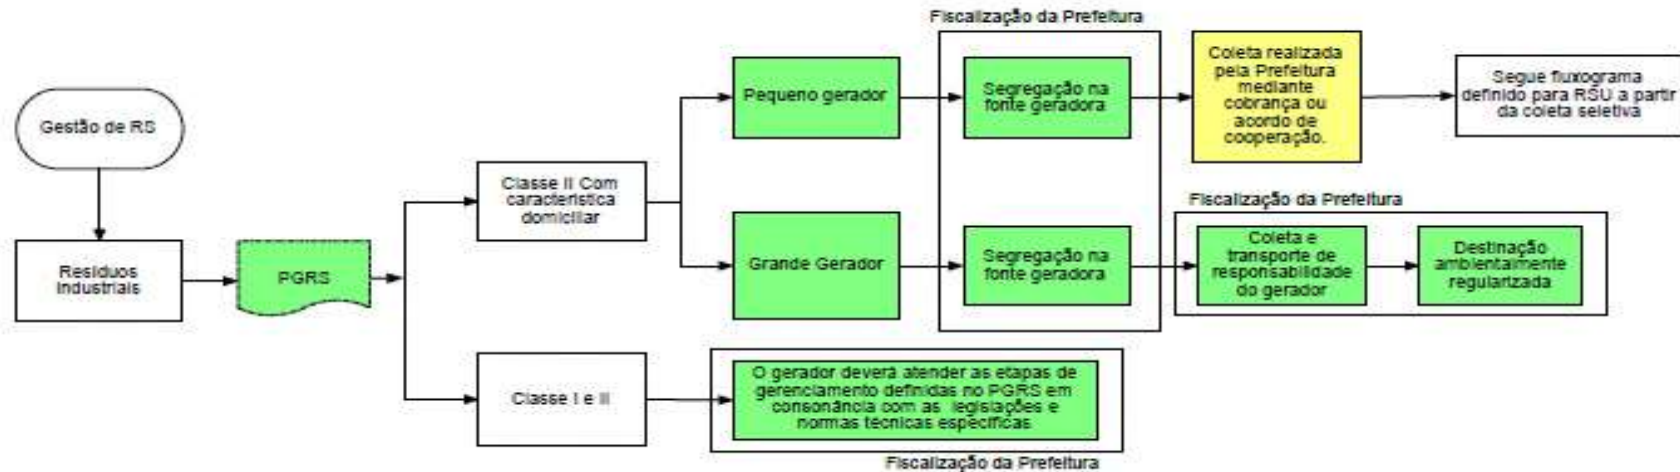 Fiscalização da Prefeitura
Gestão de RS
Resíduos
Industriais
PGRS
Classe II Com
característica
domiciliar
Pequeno gerador
Segregação na
fonte geradora
Coleta realizada
pela Prefeitura
mediante
cobrança ou
acordo de
cooperação.
Segue fluxograma
definido para RSU a partir
da coleta seletiva
Grande Gerador
Segregação na
fonte geradora
Fiscalização da Prefeitura
Coleta e
transporte de
responsabilidade
do gerador
Destinação
ambientalmente
regularizada
Classe I e II
O gerador deverá atender as etapas de
gerenciamento definidas no PGRS em
consonância com as legislações e
normas técnicas específicas
Fiscalização da Prefeitura